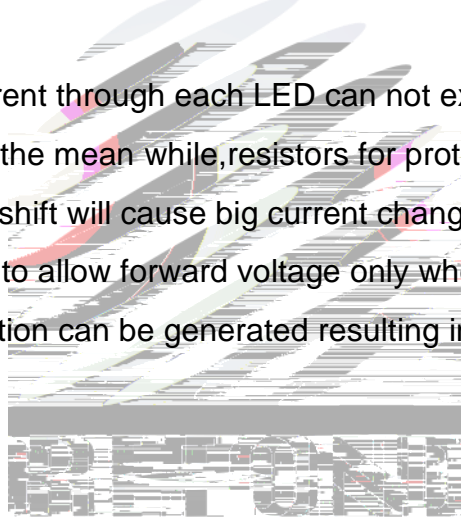 rent through each LED can not ex
the mean while,resistors for prot
shift will cause big current chang
to allow forward voltage only wh
tion can be generated resulting i